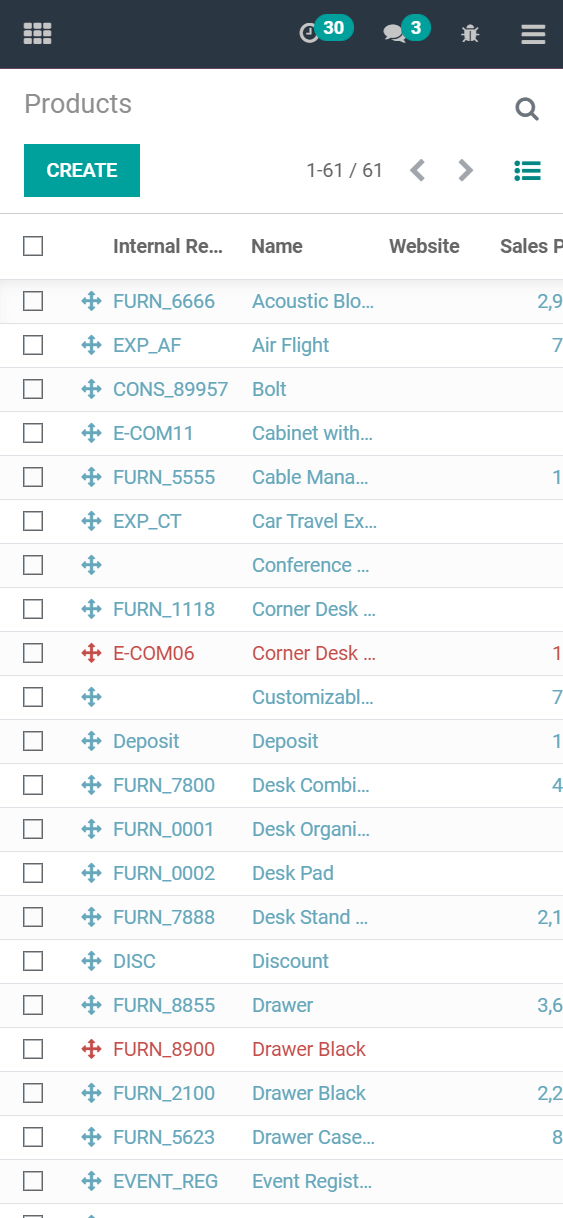 30 3
Products
CREATE 1-61 / 61
Internal Re... Name Website Sales P
FURN_6666 Acoustic Blo... 2,9
EXP_AF Air Flight 7
CONS_89957 Bolt
E-COM11 Cabinet with...
FURN_5555 Cable Mana... 1
EXP_CT Car Travel Ex...
Conference ...
FURN_1118 Corner Desk ...
E-COM06 Corner Desk ... 1
Customizabl... 7
Deposit Deposit 1
FURN_7800 Desk Combi... 4
FURN_0001 Desk Organi...
FURN_0002 Desk Pad
FURN_7888 Desk Stand ... 2,1
DISC Discount
FURN_8855 Drawer 3,6
FURN_8900 Drawer Black
FURN_2100 Drawer Black 2,2
FURN_5623 Drawer Case... 8
EVENT_REG Event Regist...